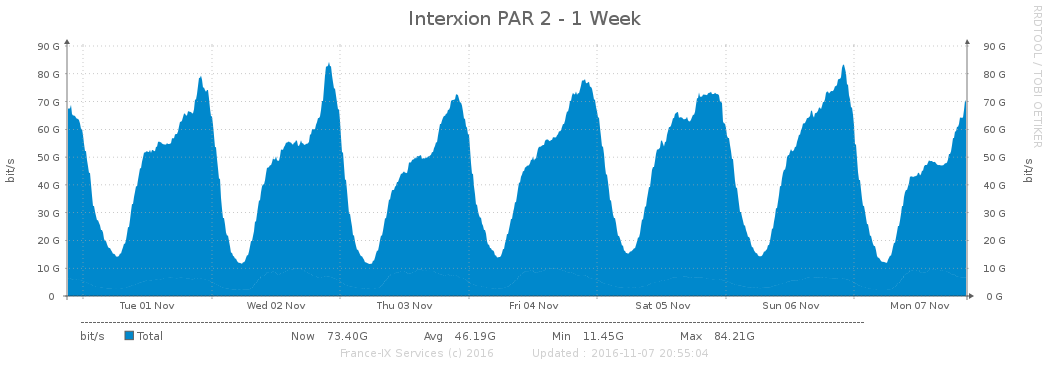 Interxion PAR 2 - 1 Week
RRDTOOL / TOBI OETIKER
bit/s
bit/s
90 G 90 G
80 G 80 G
70 G 70 G
60 G 60 G
50 G 50 G
40 G 40 G
30 G 30 G
20 G 20 G
10 G 10 G
0 0 G
Tue 01 Nov Wed 02 Nov Thu 03 Nov Fri 04 Nov Sat 05 Nov Sun 06 Nov Mon 07 Nov
bit/s Total Now 73.40G Avg 46.19G Min 11.45G Max 84.21G
France-IX Services (c) 2016 Updated : 2016-11-07 20:55:04